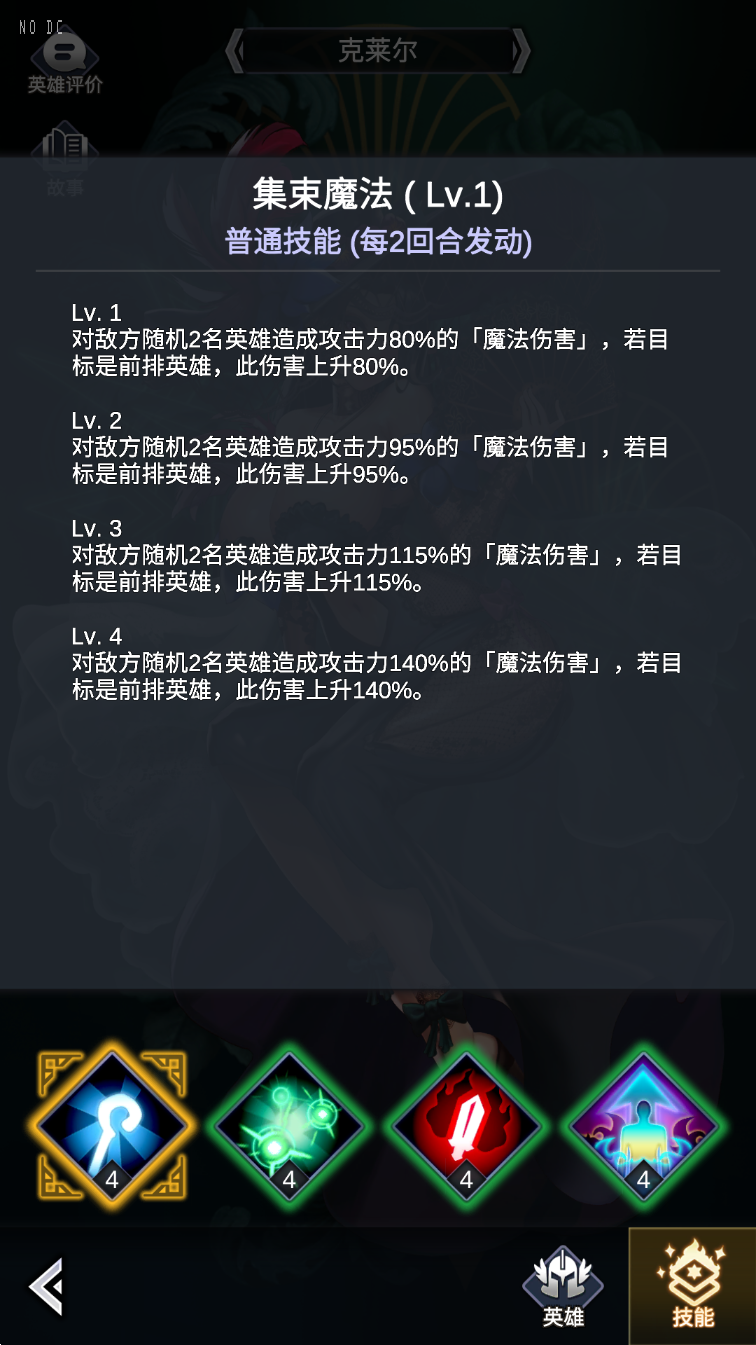 NO DC
克莱尔
英雄评价
故事
集束魔法 ( Lv.1)
普通技能 (每2回合发动)
Lv. 1
对敌方随机2名英雄造成攻击力80%的「魔法伤害」，若目
标是前排英雄，此伤害上升80%。
Lv. 2
对敌方随机2名英雄造成攻击力95%的「魔法伤害」，若目
标是前排英雄，此伤害上升95%。
Lv. 3
对敌方随机2名英雄造成攻击力115%的「魔法伤害」，若目
标是前排英雄，此伤害上升115%。
Lv. 4
对敌方随机2名英雄造成攻击力140%的「魔法伤害」，若目
标是前排英雄，此伤害上升140%。
4
4
4
4
英雄
技能